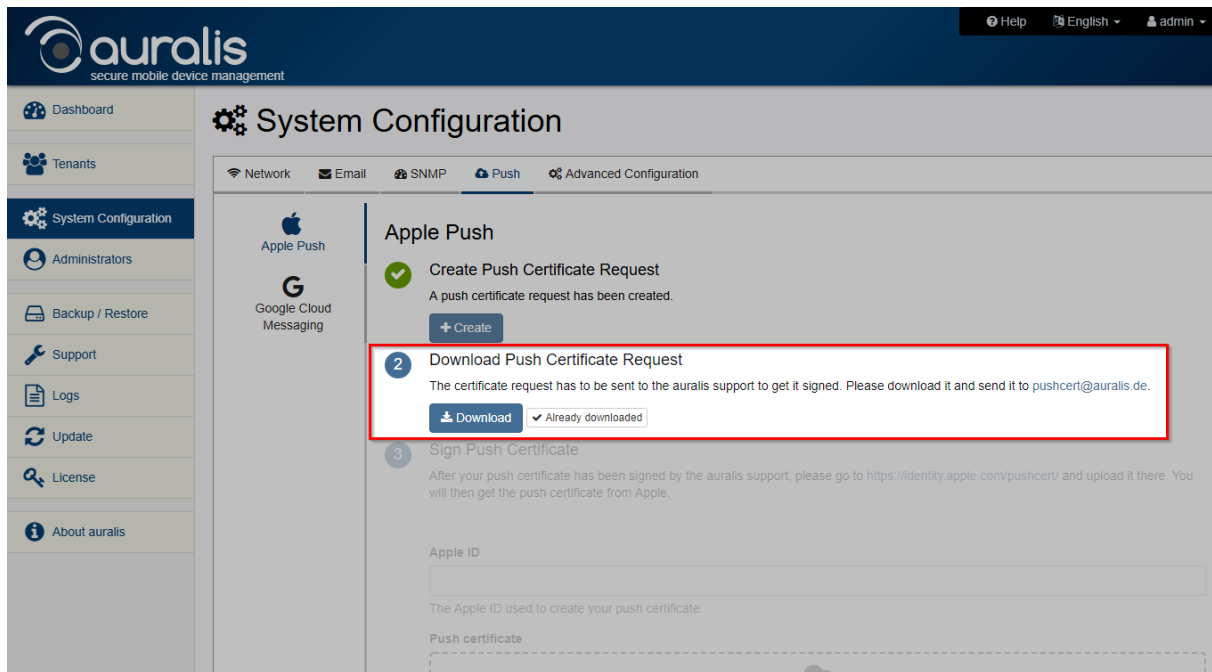 auralis
secure mobile device management
Help
English
admin
Dashboard
Tenants
System Configuration
Administrators
Backup / Restore
Support
Logs
Update
License
About auralis
System Configuration
Network
Email
SNMP
Push
Advanced Configuration
Apple Push
Google Cloud
Messaging
Apple Push
Create Push Certificate Request
A push certificate request has been created.
Create
2
Download Push Certificate Request
The certificate request has to be sent to the auralis support to get it signed. Please download it and send it to pushcert@auralis.de.
Download
Already downloaded
3
Sign Push Certificate
After your push certificate has been signed by the auralis support, please go to https://identity.apple.com/pushcert/ and upload it there. You
will then get the push certificate from Apple.
Apple ID
The Apple ID used to create your push certificate.
Push certificate